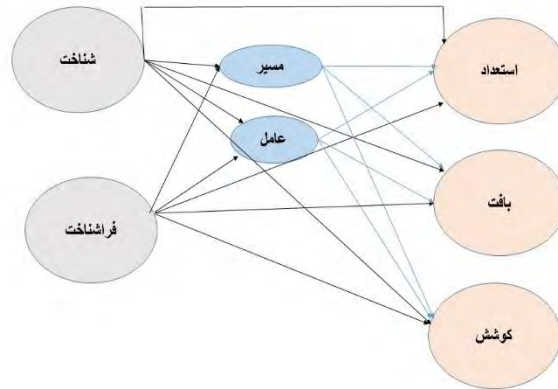 شناخت
مسیر
استعداد
عامل
بافت
فراشناخت
کوشش